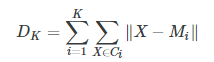 $D_K = \sum_{i=1}^{K} \sum_{X \in C_i} \| X - M_i \|$